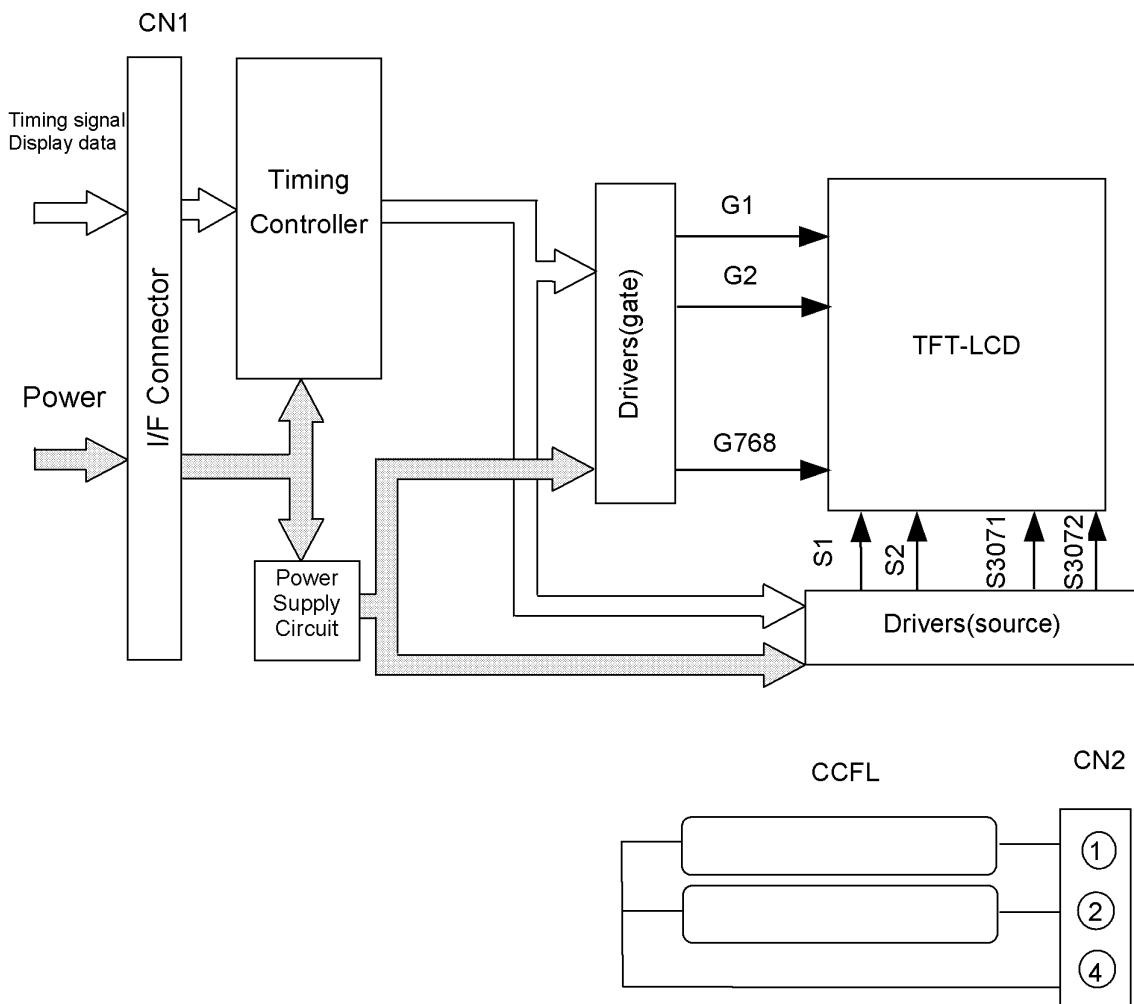 CN1
Timing signal
Display data
Power
I/F Connector
Timing
Controller
Power
Supply
Circuit
Drivers(gate)
G1
G2
G768
TFT-LCD
S1
S2
S3071
S3072
Drivers(source)
CCFL
CN2
1
2
4